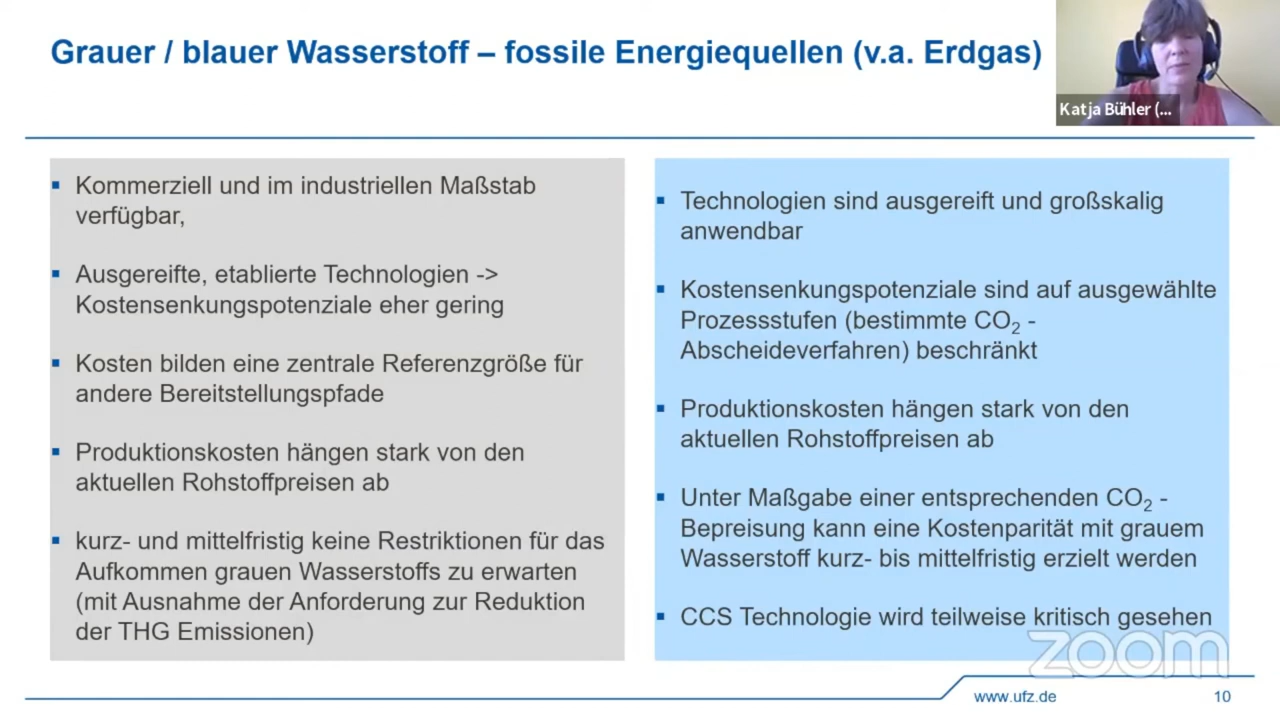 Grauer / blauer Wasserstoff – fossile Energiequellen (v.a. Erdgas)
Katja Bühler (...
Kommerziell und im industriellen Maßstab
verfügbar,
Ausgereifte, etablierte Technologien ->
Kostensenkungspotenziale eher gering
Kosten bilden eine zentrale Referenzgröße für
andere Bereitstellungspfade
Produktionskosten hängen stark von den
aktuellen Rohstoffpreisen ab
kurz- und mittelfristig keine Restriktionen für das
Aufkommen grauen Wasserstoffs zu erwarten
(mit Ausnahme der Anforderung zur Reduktion
der THG Emissionen)
Technologien sind ausgereift und großskalig
anwendbar
Kostensenkungspotenziale sind auf ausgewählte
Prozessstufen (bestimmte CO₂ -
Abscheideverfahren) beschränkt
Produktionskosten hängen stark von den
aktuellen Rohstoffpreisen ab
Unter Maßgabe einer entsprechenden CO₂ -
Bepreisung kann eine Kostenparität mit grauem
Wasserstoff kurz- bis mittelfristig erzielt werden
CCS Technologie wird teilweise kritisch gesehen
zoom
www.ufz.de
10